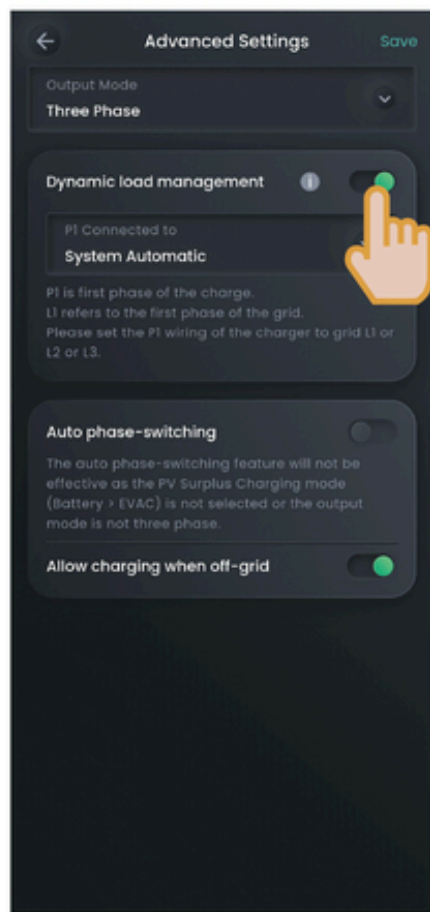 Advanced Settings Save
Output Mode
Three Phase
Dynamic load management
P1 Connected to
System Automatic
P1 is first phase of the charge.
L1 refers to the first phase of the grid.
Please set the P1 wiring of the charger to grid L1 or
L2 or L3.
Auto phase-switching
The auto phase-switching feature will not be
effective as the PV Surplus Charging mode
(Battery > EVAC) is not selected or the output
mode is not three phase.
Allow charging when off-grid